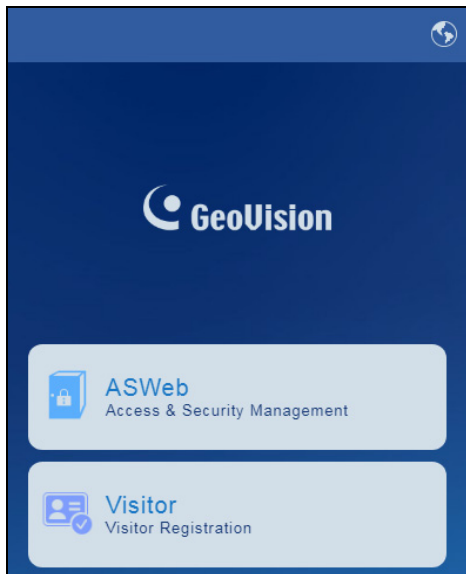 GeoVision
ASWeb
Access & Security Management
Visitor
Visitor Registration